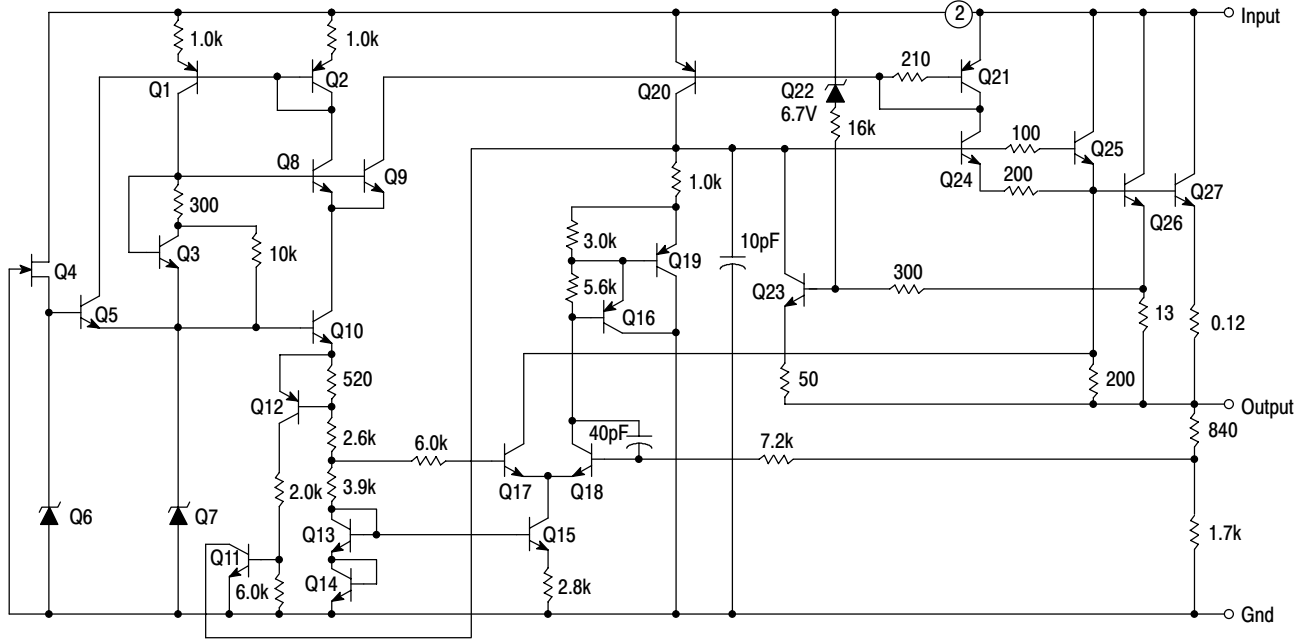 2
Input
1.0k
1.0k
Q1
Q2
Q20
Q22
6.7V
210
Q21
16k
Q8
Q9
100
Q25
Q24
200
Q27
Q26
300
1.0k
Q3
10k
3.0k
Q19
10pF
Q4
5.6k
Q23
300
Q5
Q16
13
0.12
Q10
520
50
200
Q12
Output
2.6k
40pF
840
6.0k
7.2k
2.0k
3.9k
Q17
Q18
Q6
Q7
Q13
Q15
1.7k
Q11
Q14
6.0k
2.8k
Gnd